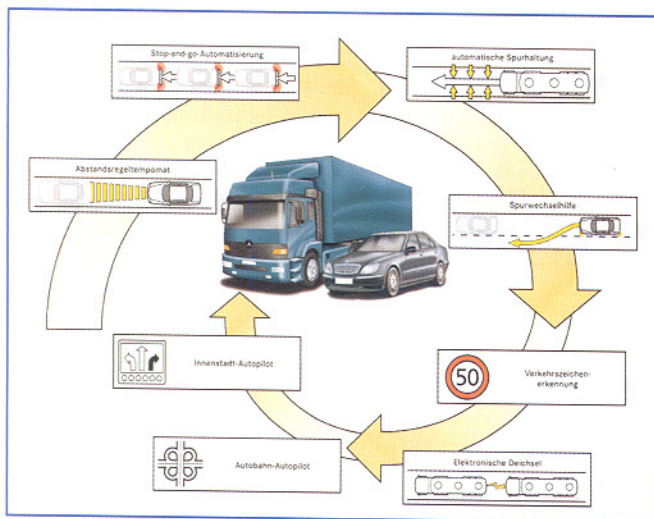 Stop-and-go-Automatisierung
automatische Spurhaltung
Abstandsregeltempomat
Spurwechselhilfe
Innenstadt-Autopilot
50
Verkehrszeichen-
erkennung
Autobahn-Autopilot
Elektronische Deichsel